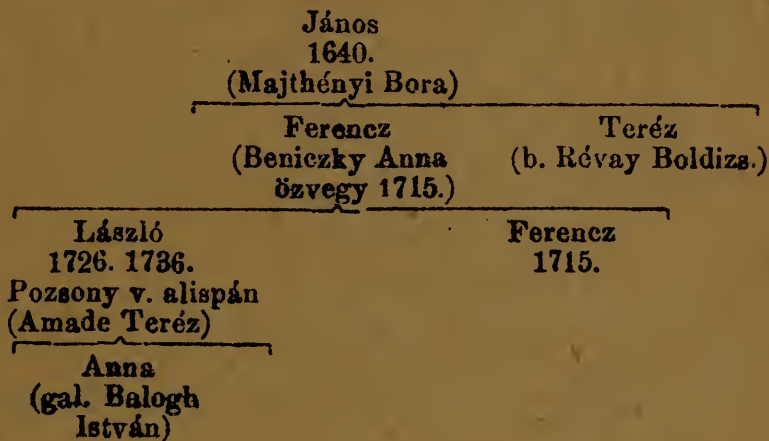 János
1640.
(Majthényi Bora)
Ferencz
(Beniczky Anna
özvegy 1715.)
Teréz
(b. Révay Boldizs.)
László
1726. 1736.
Pozsony v. alispán
(Amade Teréz)
Ferencz
1715.
Anna
(gal. Balogh
István)